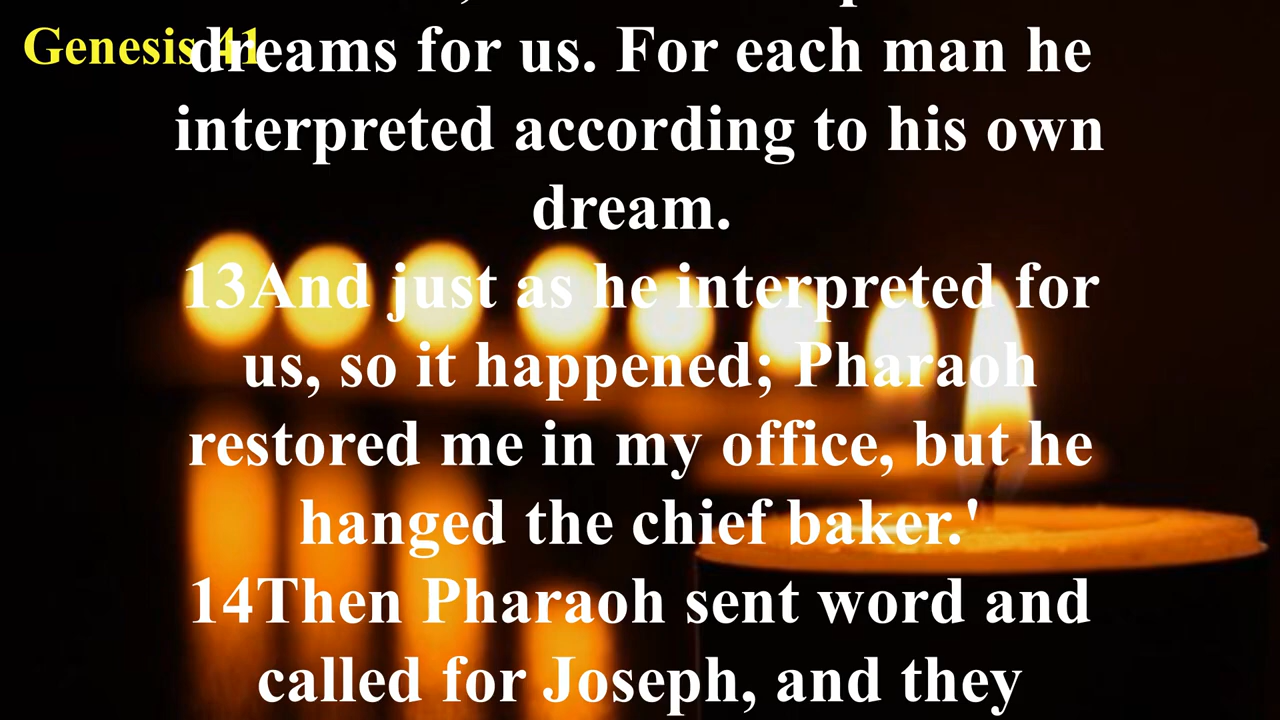 Genesis 41
dreams for us. For each man he
interpreted according to his own
dream.
13And just as he interpreted for
us, so it happened; Pharaoh
restored me in my office, but he
hanged the chief baker.'
14Then Pharaoh sent word and
called for Joseph, and they